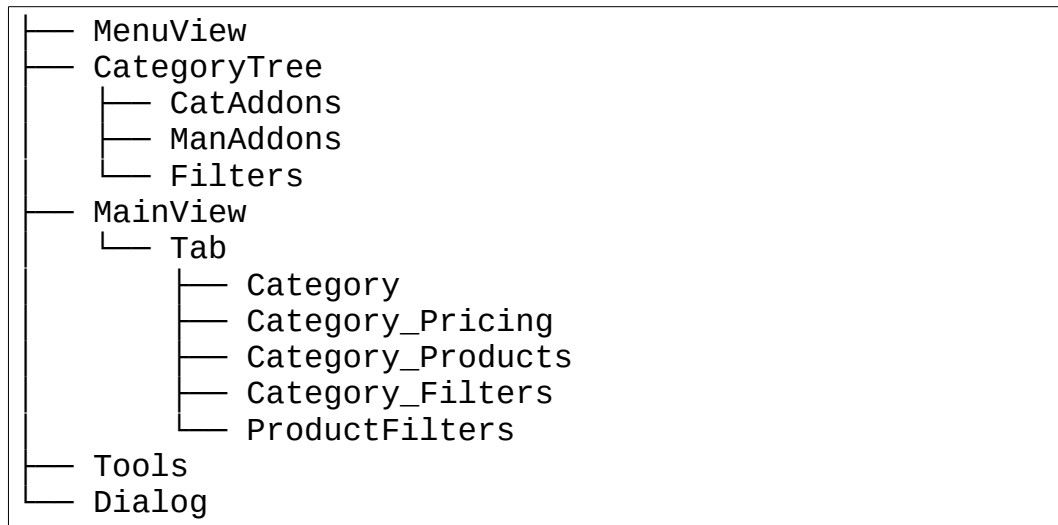 ├── MenuView
├── CategoryTree
│   ├── CatAddons
│   ├── ManAddons
│   └── Filters
├── MainView
│   └── Tab
│       ├── Category
│       ├── Category_Pricing
│       ├── Category_Products
│       ├── Category_Filters
│       └── ProductFilters
├── Tools
└── Dialog